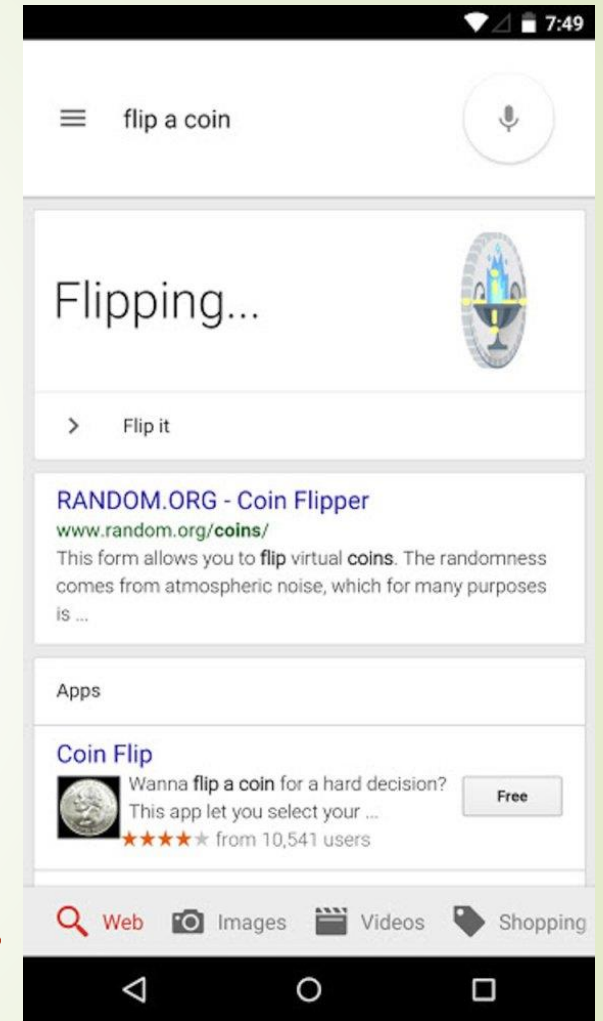 7:49
flip a coin
Flipping...
Flip it
RANDOM.ORG - Coin Flipper
www.random.org/coins/
This form allows you to flip virtual coins. The randomness
comes from atmospheric noise, which for many purposes
is ...
Apps
Coin Flip
Wanna flip a coin for a hard decision?
This app let you select your ...
Free
from 10,541 users
Web Images Videos Shopping